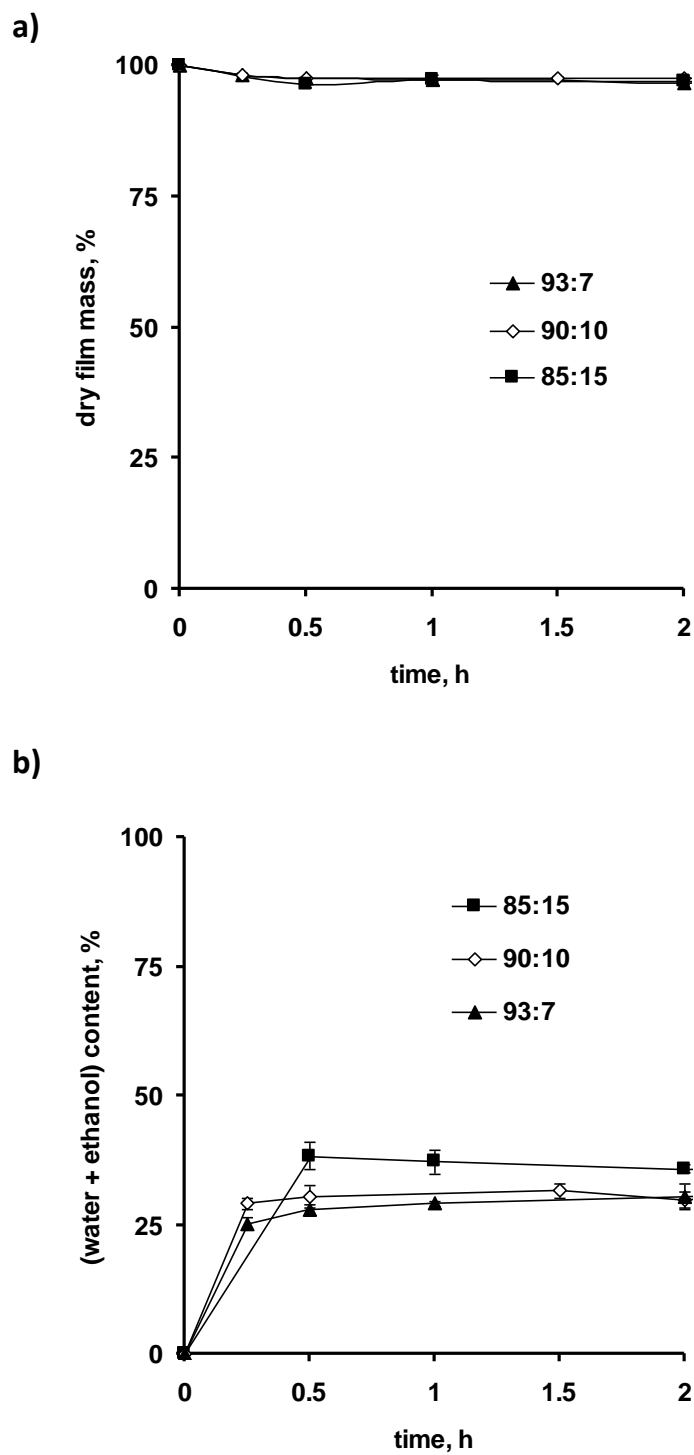 a)
100
75
50
25
0
dry film mass, %
93:7
90:10
85:15
0 0.5 1 1.5 2
time, h
b)
100
75
50
25
0
(water + ethanol) content, %
85:15
90:10
93:7
0 0.5 1 1.5 2
time, h